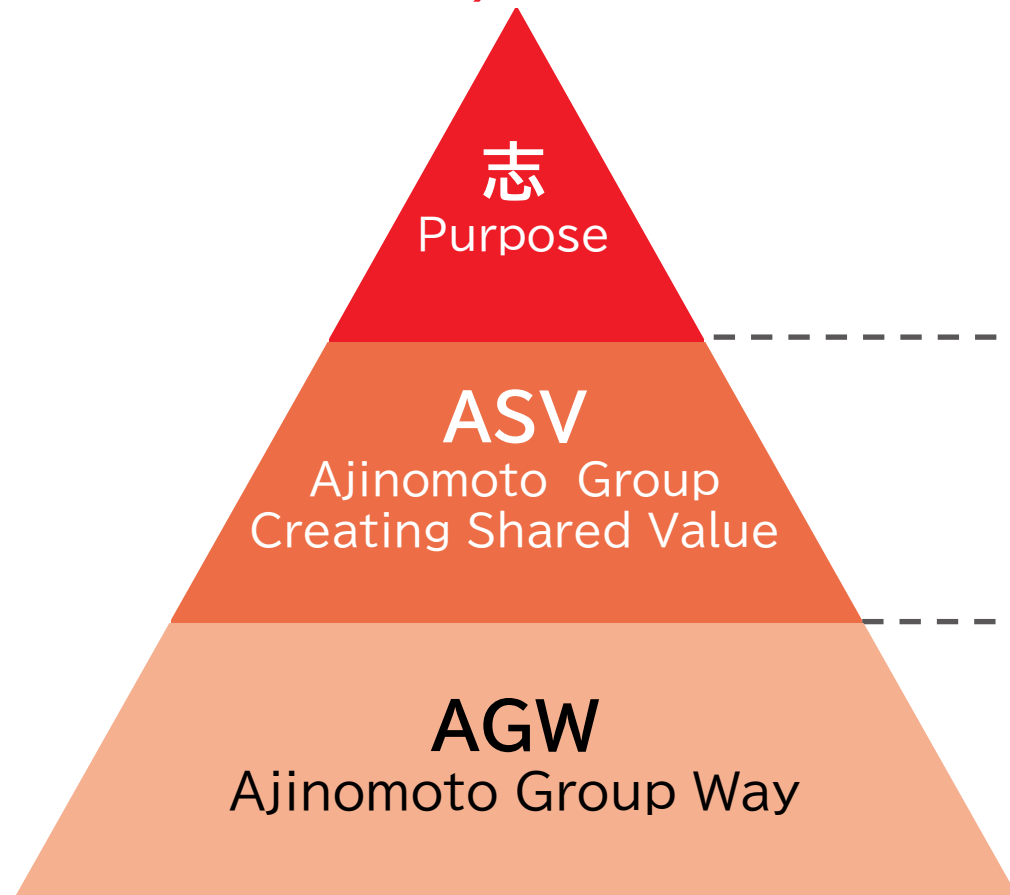 志
Purpose
ASV
Ajinomoto Group
Creating Shared Value
AGW
Ajinomoto Group Way